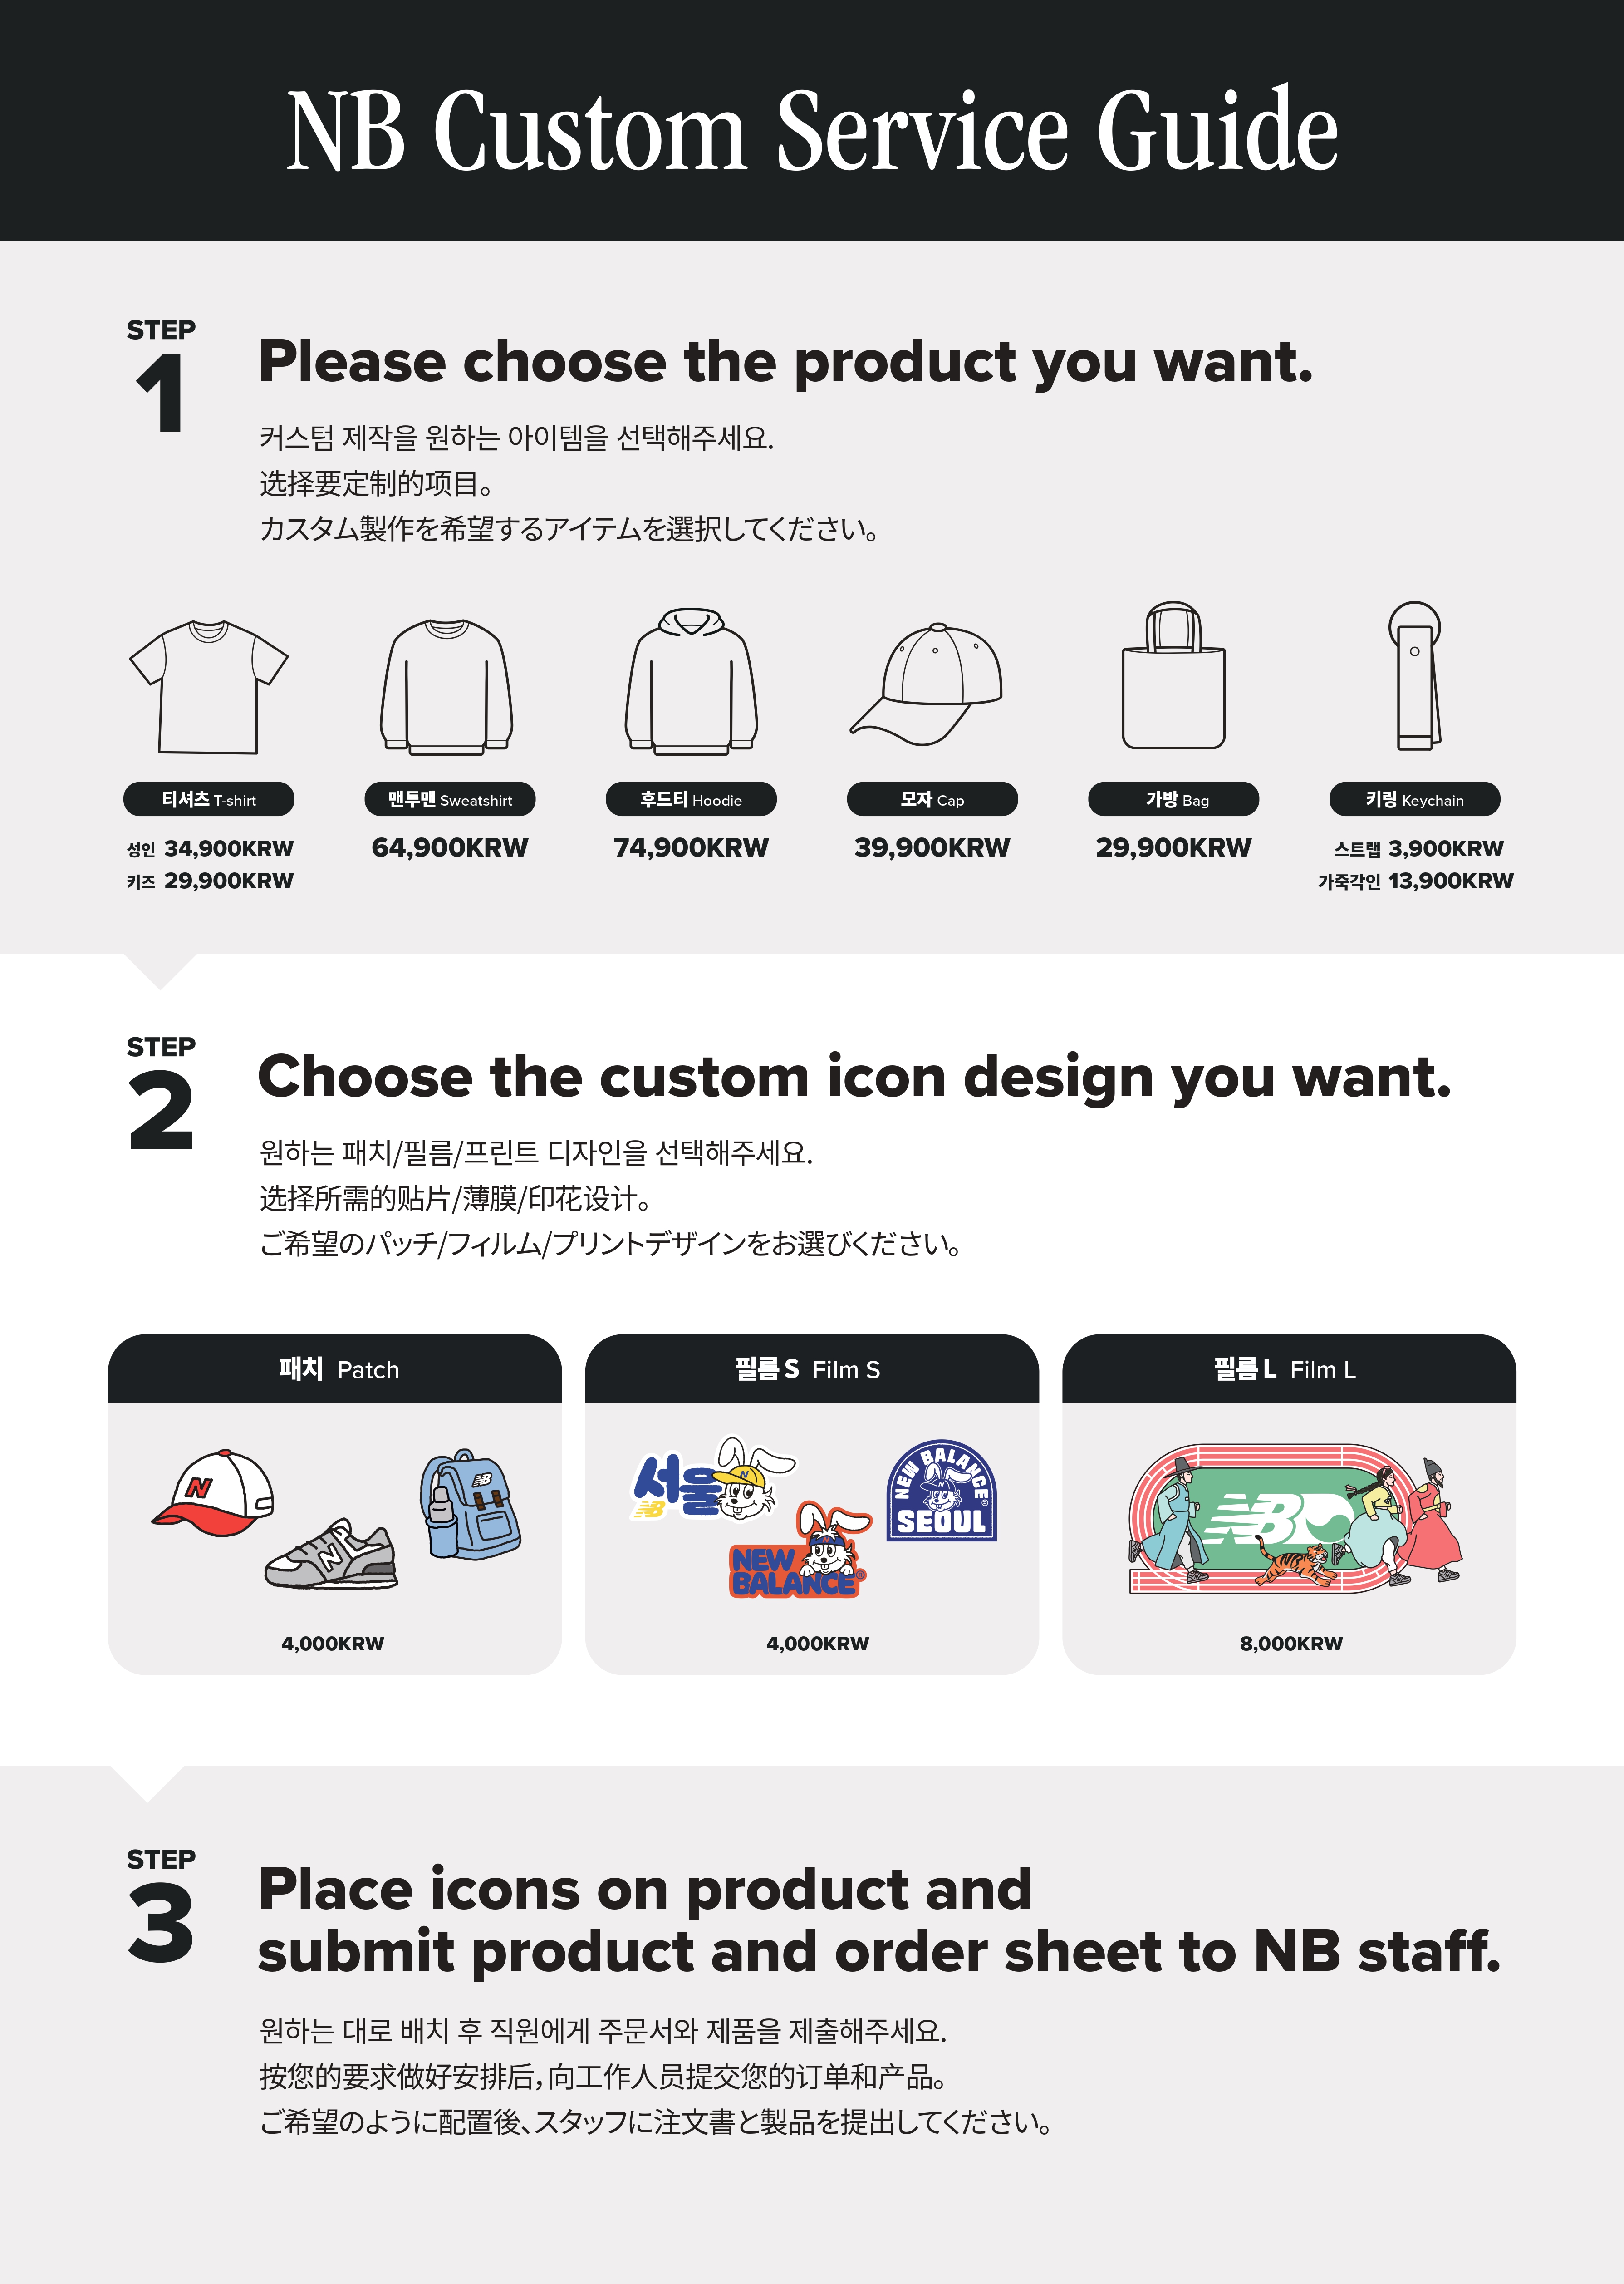 NB Custom Service Guide
STEP
1
Please choose the product you want.
커스텀 제작을 원하는 아이템을 선택해주세요.
选择要定制的项目。
カスタム製作を希望するアイテムを選択してください。
티셔츠 T-shirt
성인 34,900KRW
키즈 29,900KRW
맨투맨 Sweatshirt
64,900KRW
후드티 Hoodie
74,900KRW
모자 Cap
39,900KRW
가방 Bag
29,900KRW
키링 Keychain
스트랩 3,900KRW
가죽각인 13,900KRW
STEP
2
Choose the custom icon design you want.
원하는 패치/필름/프린트 디자인을 선택해주세요.
选择所需的贴片/薄膜/印花设计。
ご希望のパッチ/フィルム/プリントデザインをお選びください。
패치 Patch
N
N
NB
4,000KRW
필름 S Film S
서울
NB
N
NEW
BALANCE®
NEW BALANCE®
N
SEOUL
4,000KRW
필름 L Film L
NB
NB
8,000KRW
STEP
3
Place icons on product and
submit product and order sheet to NB staff.
원하는 대로 배치 후 직원에게 주문서와 제품을 제출해주세요.
按您的要求做好安排后，向工作人员提交您的订单和产品。
ご希望のように配置後、スタッフに注文書と製品を提出してください。